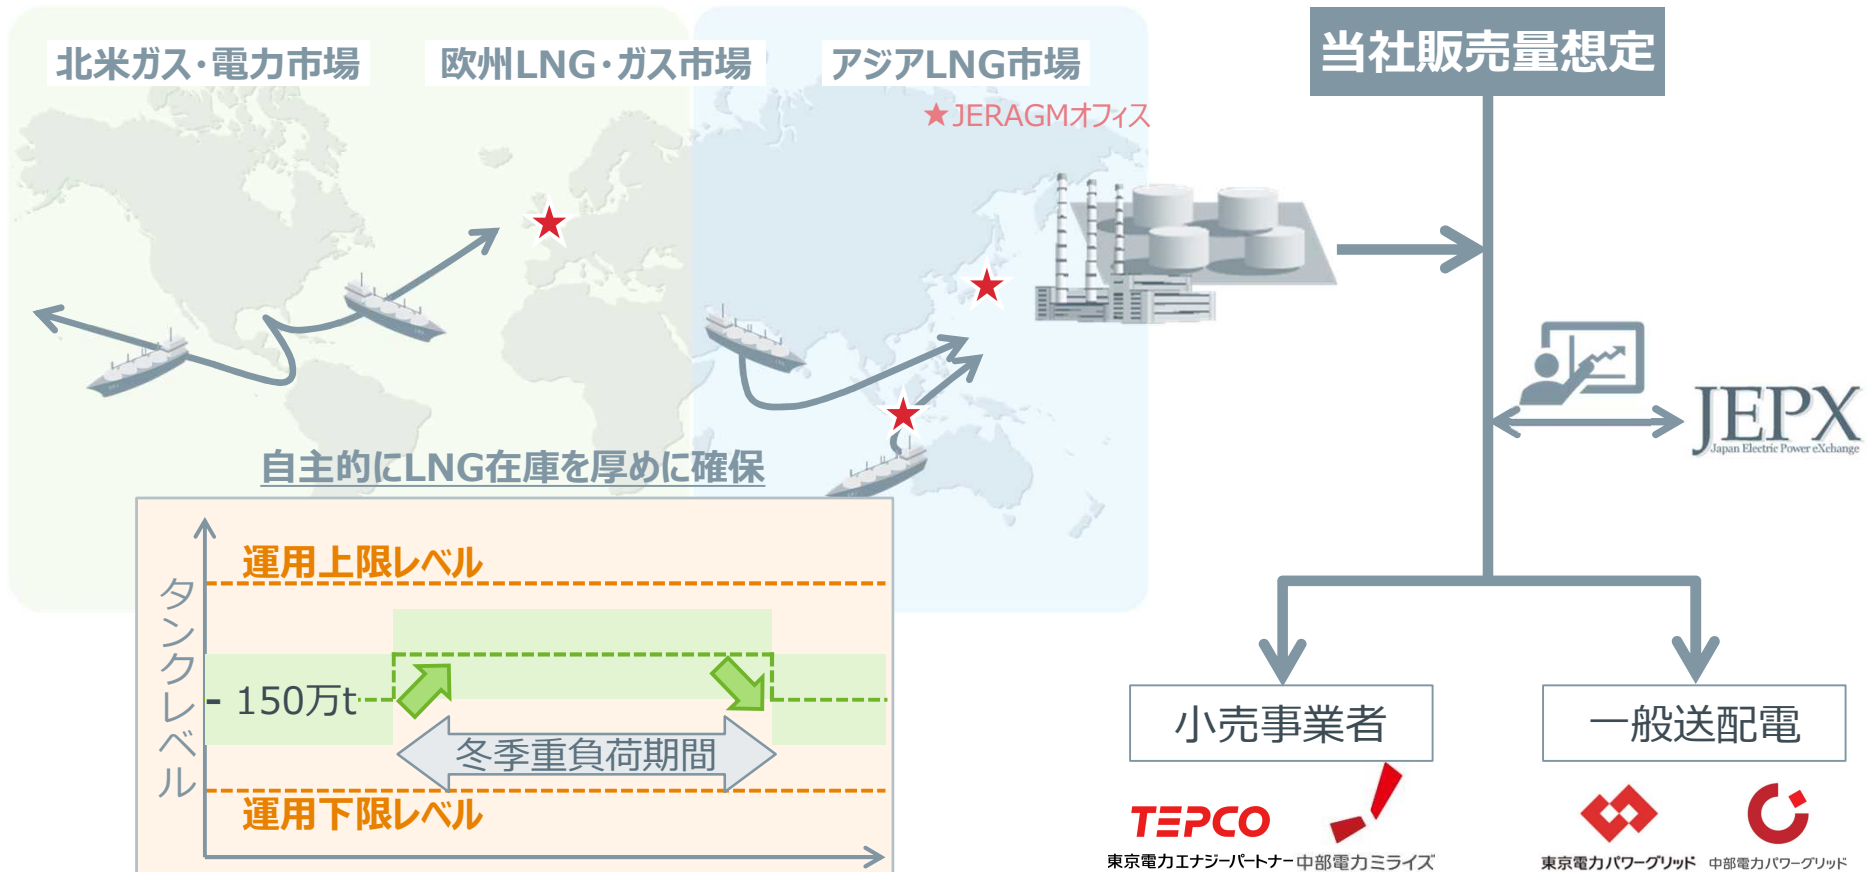 北米ガス・電力市場
欧州LNG・ガス市場
アジアLNG市場
★JERAGMオフィス
当社販売量想定
JEPX
Japan Electric Power eXchange
自主的にLNG在庫を厚めに確保
タンクレベル
運用上限レベル
- 150万t
冬季重負荷期間
運用下限レベル
小売事業者
一般送配電
TEPCO
東京電力エナジーパートナー
中部電力ミライズ
東京電力パワーグリッド
中部電力パワーグリッド